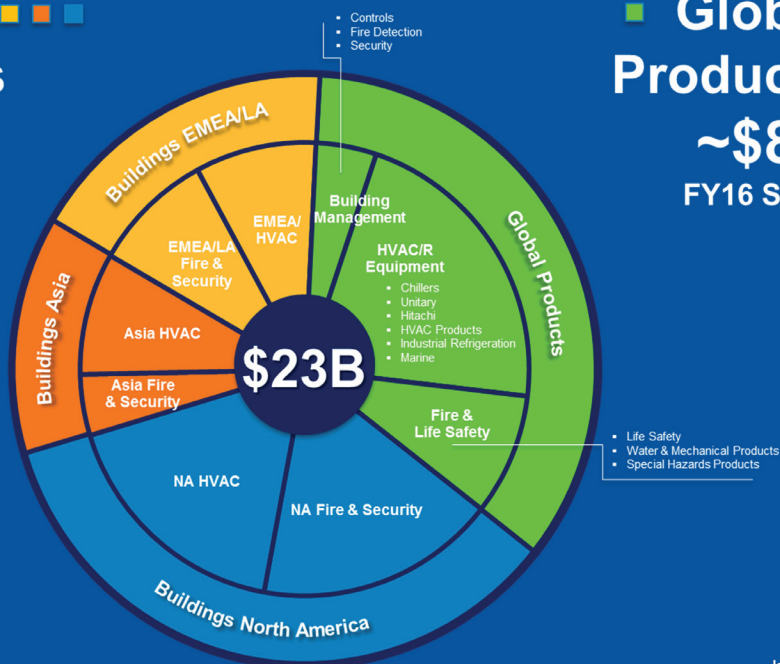 Controls
Fire Detection
Security
Buildings EMEA/LA
EMEA/LA
Fire &
Security
EMEA/
HVAC
Building
Management
HVAC/R
Equipment
Chillers
Unitary
Hitachi
HVAC Products
Industrial Refrigeration
Marine
Global Products
Buildings Asia
Asia HVAC
Asia Fire
& Security
$23B
Fire &
Life Safety
Life Safety
Water & Mechanical Products
Special Hazards Products
NA HVAC
NA Fire & Security
Buildings North America
~$8
FY16 S